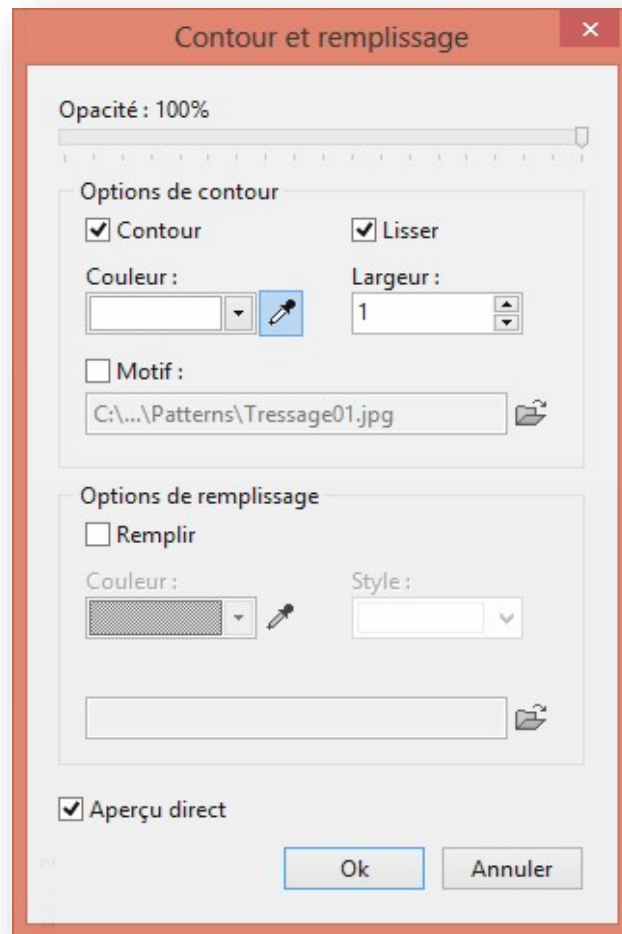 Contour et remplissage
Opacité : 100%
Options de contour
Contour Lisser
Couleur : Largeur :
1
Motif :
C:\...\Patterns\Tressage01.jpg
Options de remplissage
Remplir
Couleur : Style :
Aperçu direct
Ok Annuler